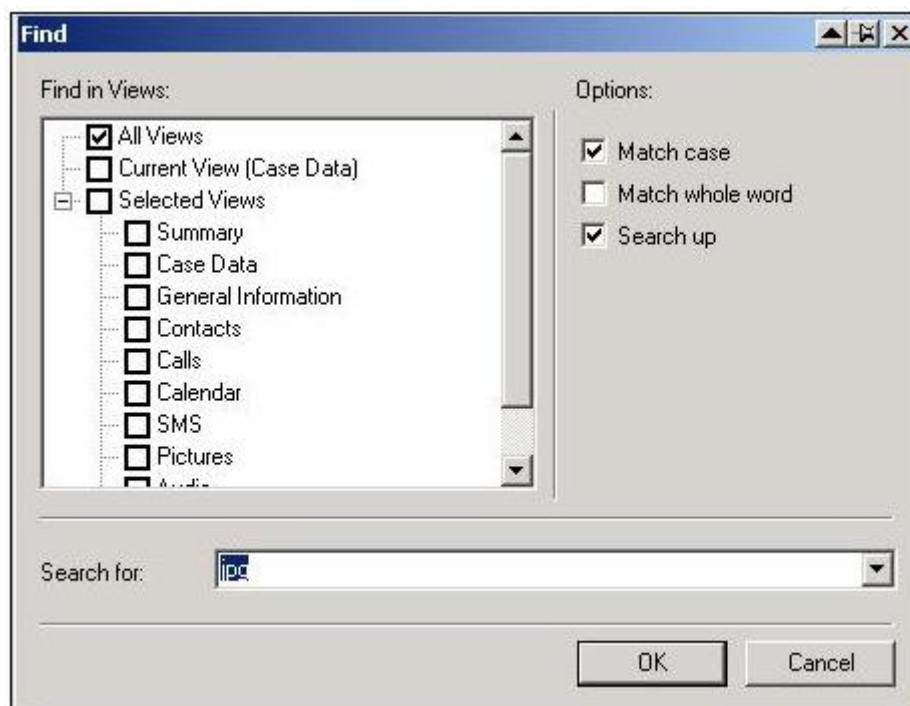 Find
Find in Views:
All Views
Current View (Case Data)
Selected Views
Summary
Case Data
General Information
Contacts
Calls
Calendar
SMS
Pictures
Audio
Options:
Match case
Match whole word
Search up
Search for:
jpg
OK
Cancel